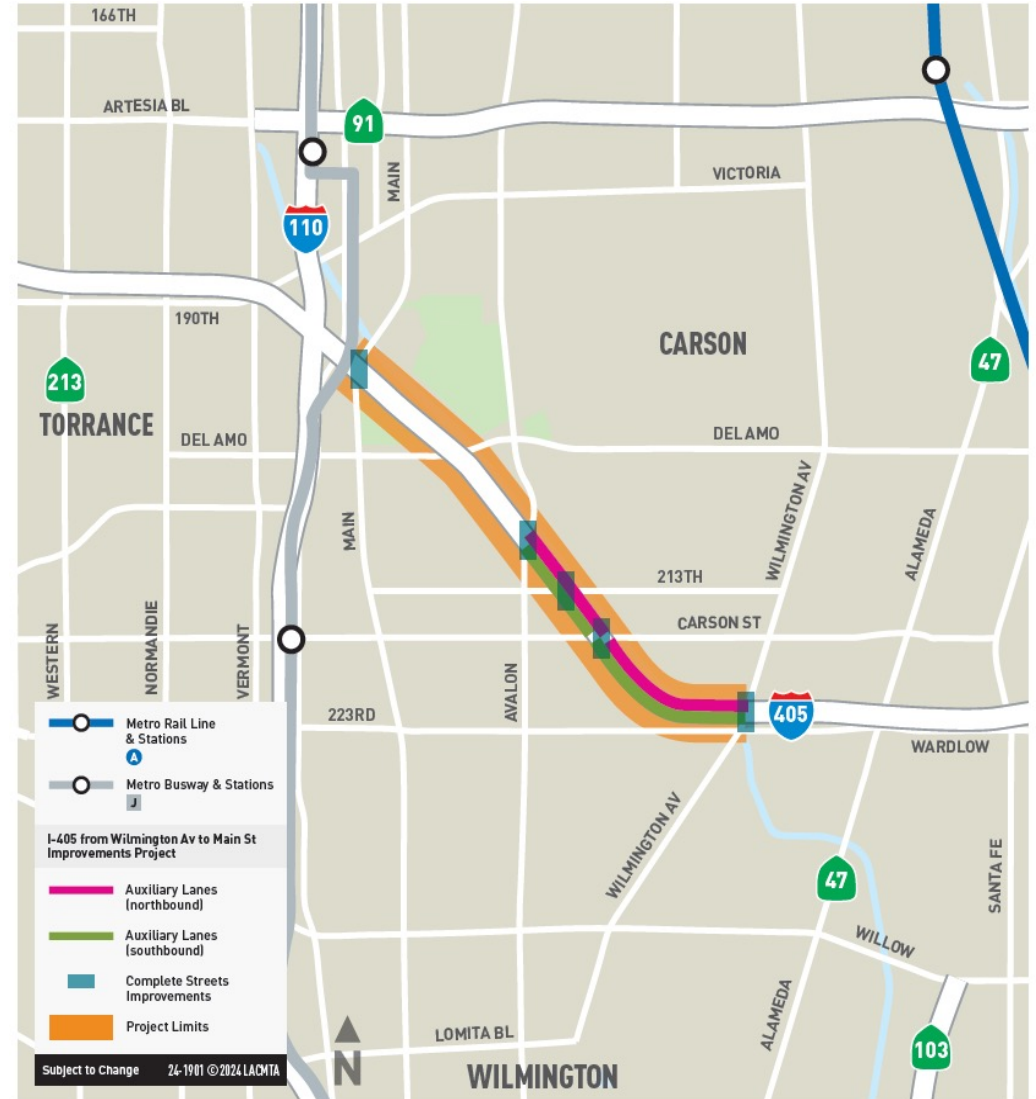 166TH
ARTESIA BL
91
MAIN
VICTORIA
110
190TH
CARSON
213
47
TORRANCE
DEL AMO
DEL AMO
MAIN
WILMINGTON AV
ALAMEDA
213TH
CARSON ST
WESTERN
NORMANDIE
VERMONT
AVALON
223RD
405
WARDLOW
WILMINGTON AV
47
SANTA FE
WILLOW
ALAMEDA
LOMITA BL
103
N
WILMINGTON
Metro Rail Line
& Stations
A
Metro Busway & Stations
J
I-405 from Wilmington Av to Main St
Improvements Project
Auxiliary Lanes
(northbound)
Auxiliary Lanes
(southbound)
Complete Streets
Improvements
Project Limits
Subject to Change 24-1901 ©2024 LACMTA